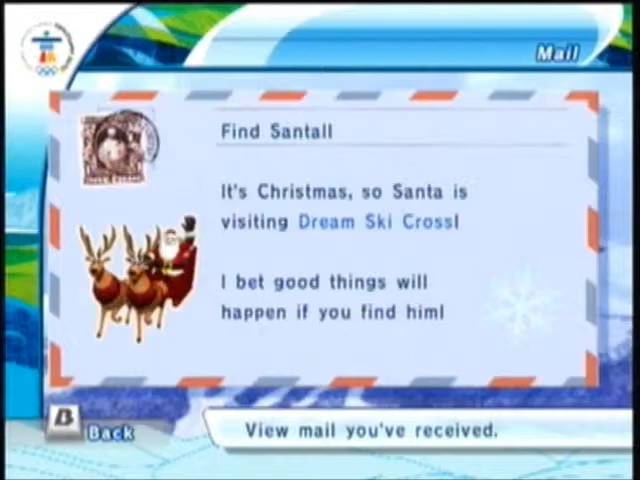 Mail
Find Santa!!
It's Christmas, so Santa is
visiting Dream Ski Cross!
I bet good things will
happen if you find him!
B
Back
View mail you've received.